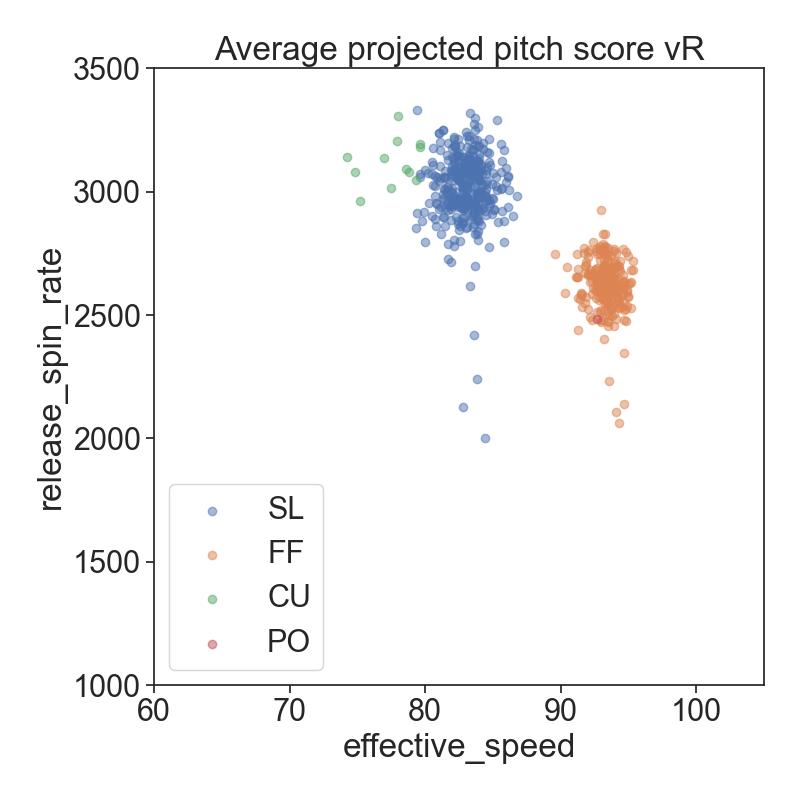 Average projected pitch score vR
3500
3000
2500
2000
1500
1000
release_spin_rate
SL
FF
CU
PO
60 70 80 90 100
effective_speed